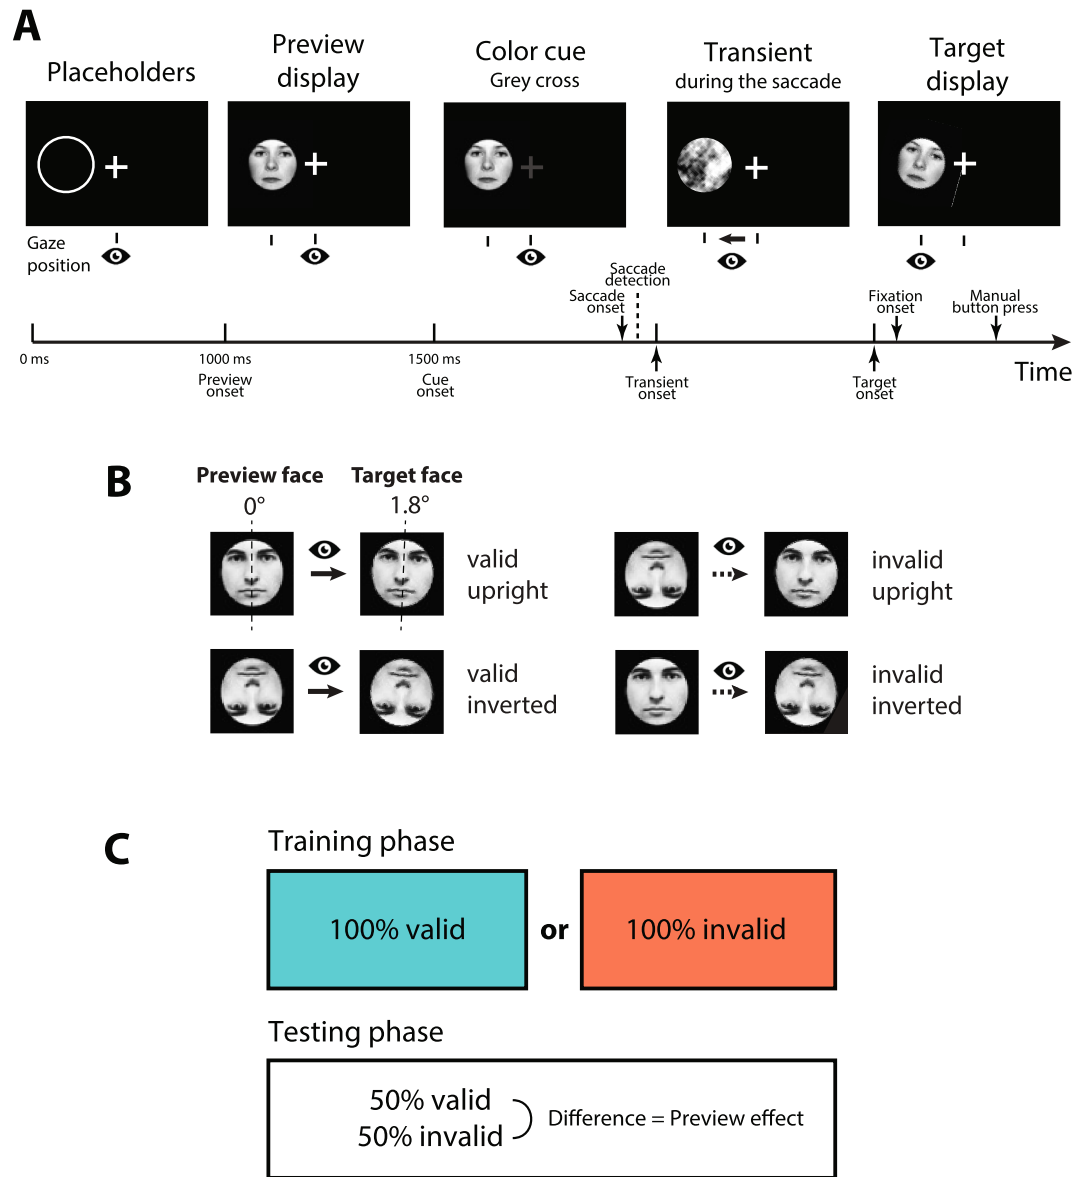 A
Placeholders
Preview
display
Color cue
Grey cross
Transient
during the saccade
Target
display
Gaze
position
Saccade
detection
Saccade
onset
Fixation
onset
Manual
button press
0 ms
1000 ms
1500 ms
Preview
onset
Cue
onset
Transient
onset
Target
onset
Time
B
Preview face
Target face
0°
1.8°
valid
upright
invalid
upright
valid
inverted
invalid
inverted
C
Training phase
100% valid
or
100% invalid
Testing phase
50% valid
50% invalid
Difference = Preview effect